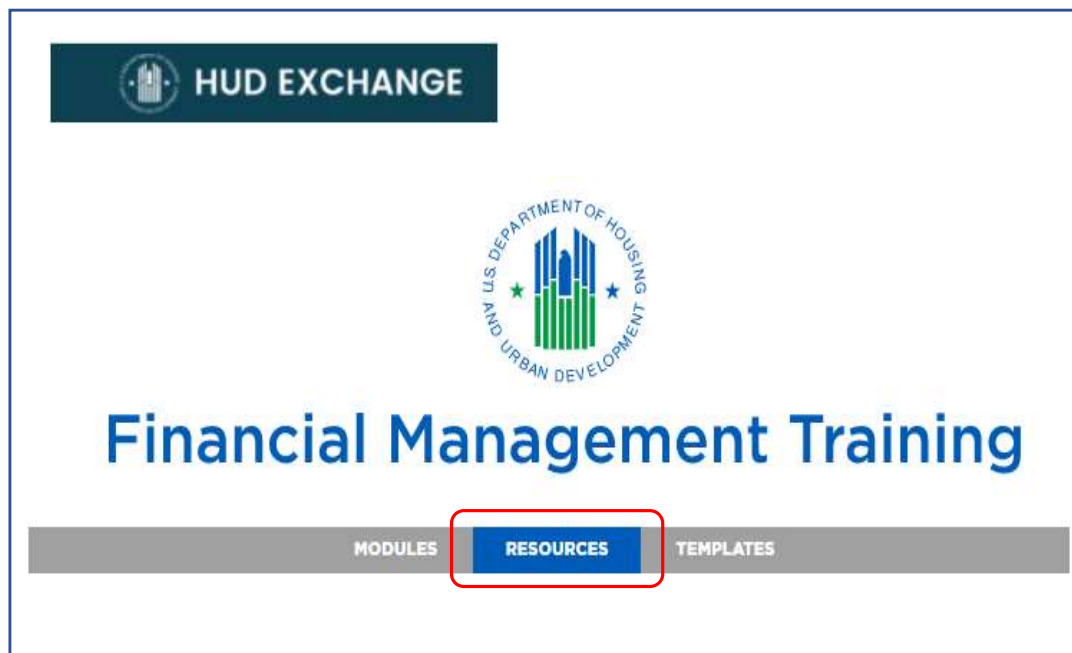 HUD EXCHANGE
U.S. DEPARTMENT OF HOUSING
AND URBAN DEVELOPMENT
Financial Management Training
MODULES RESOURCES TEMPLATES